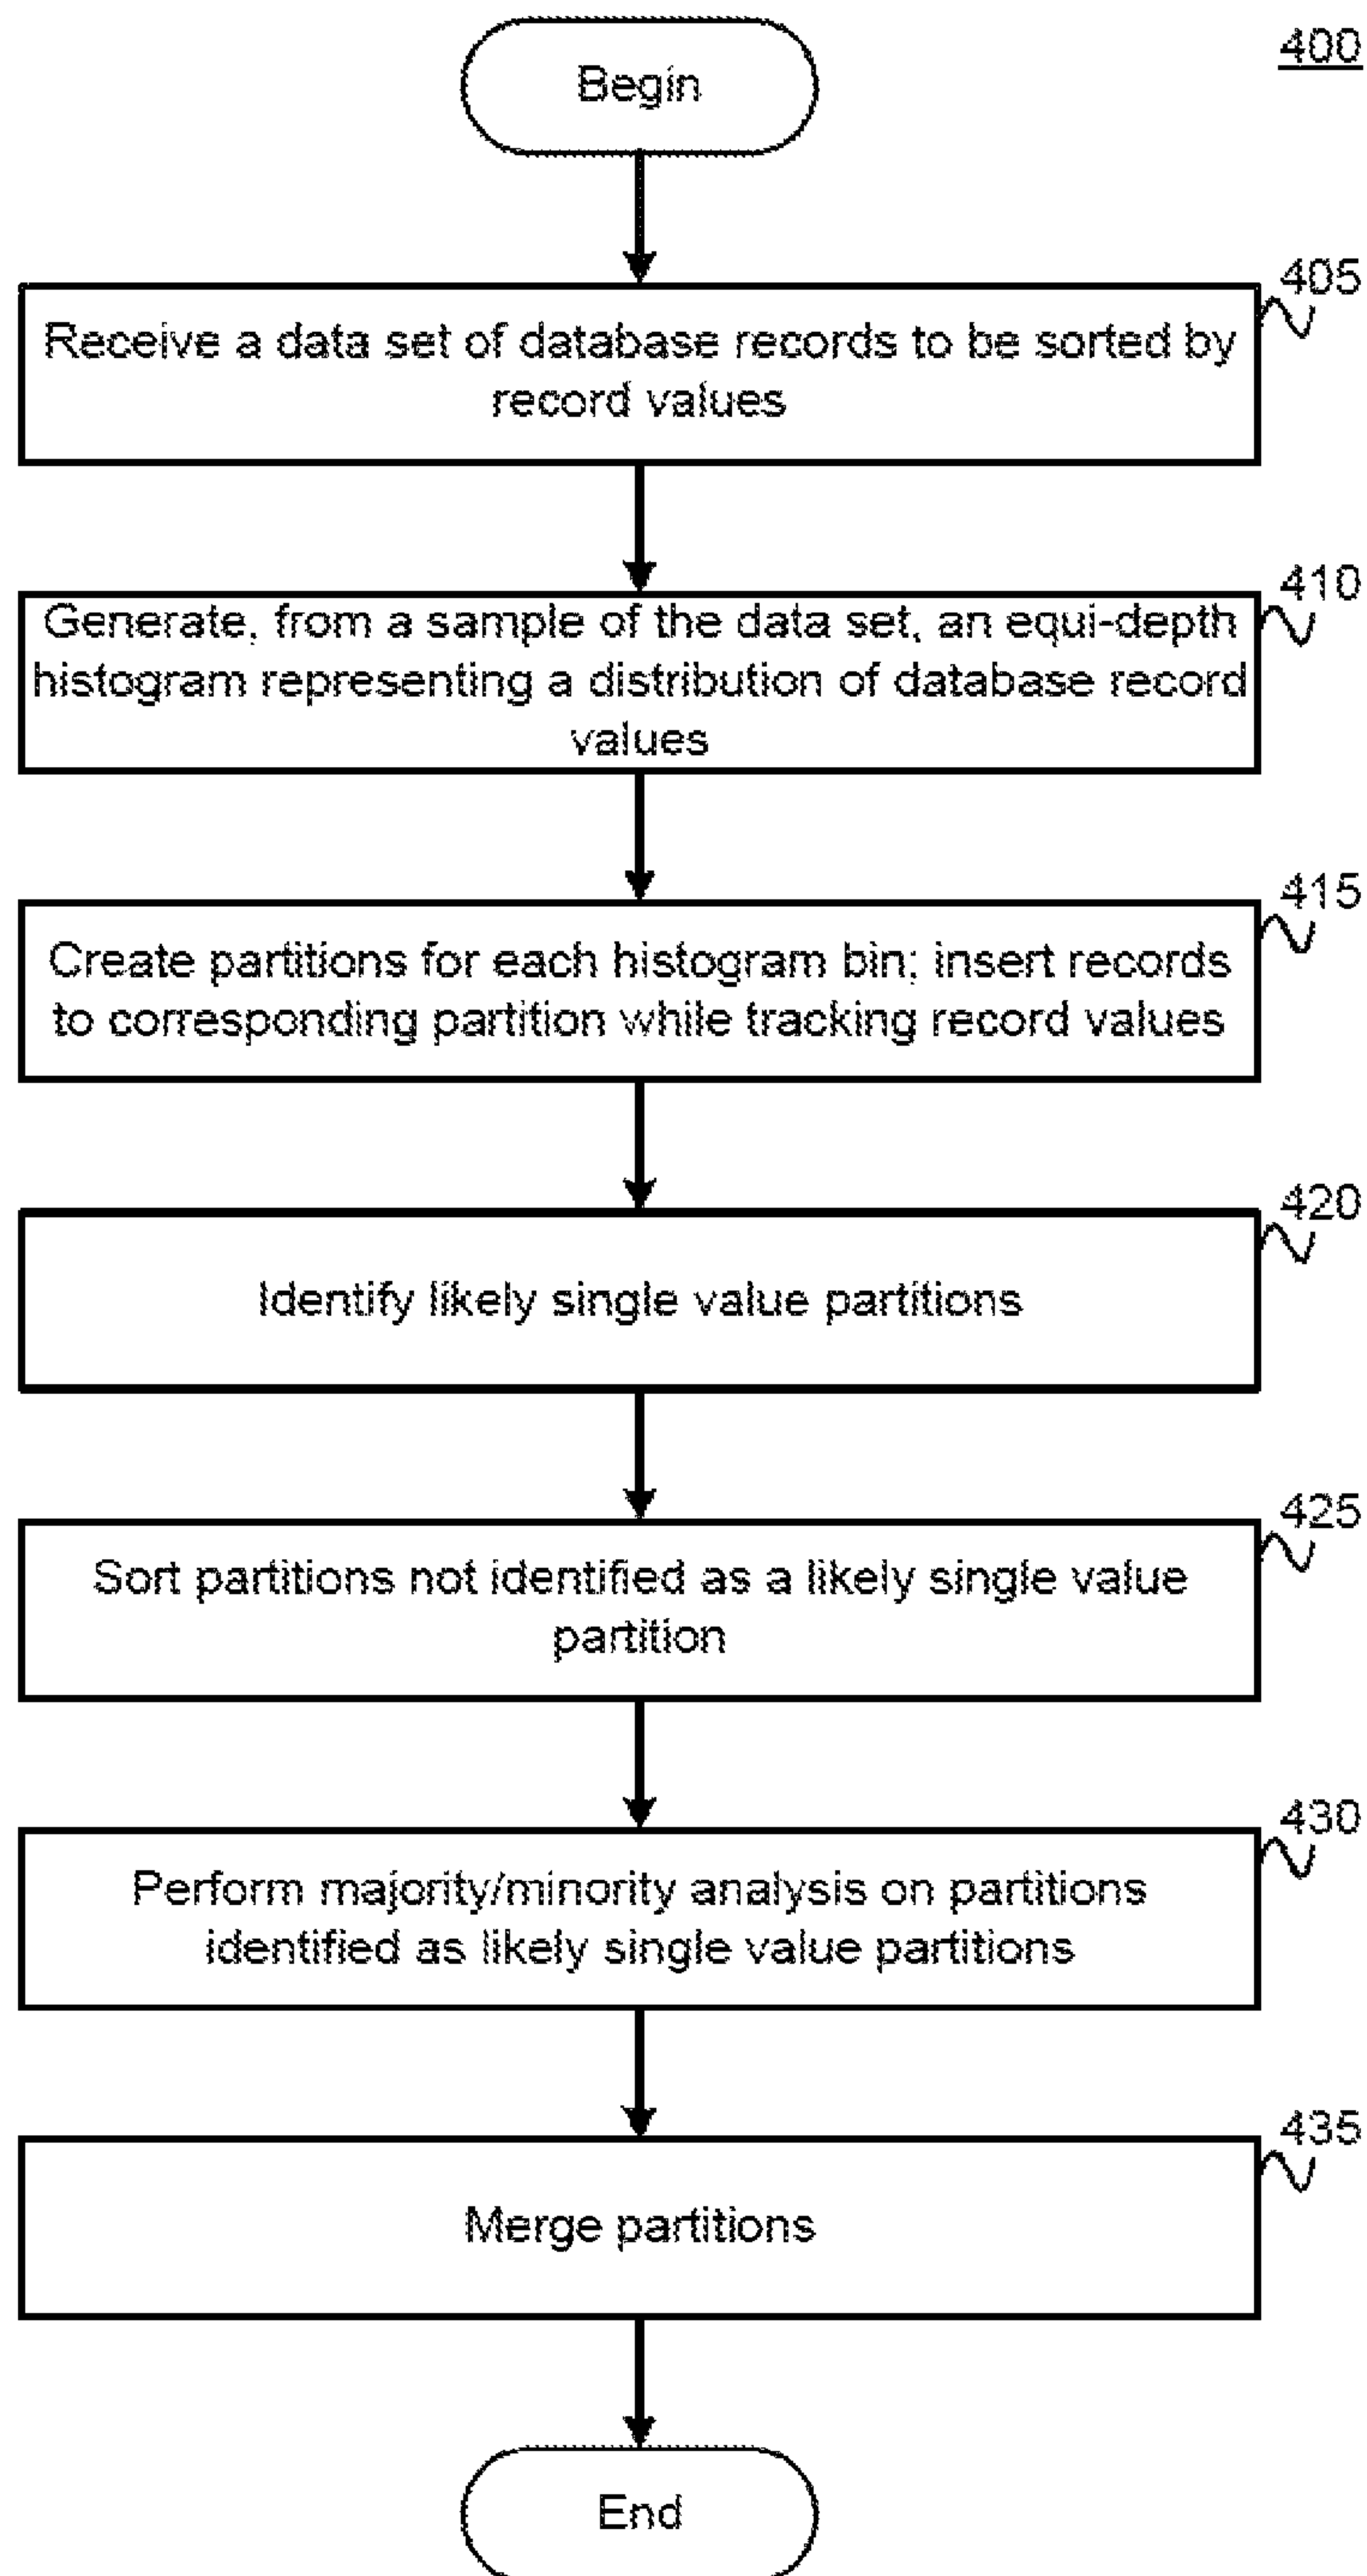 400
Begin
405
Receive a data set of database records to be sorted by
record values
410
Generate, from a sample of the data set, an equi-depth
histogram representing a distribution of database record
values
415
Create partitions for each histogram bin; insert records
to corresponding partition while tracking record values
420
Identify likely single value partitions
425
Sort partitions not identified as a likely single value
partition
430
Perform majority/minority analysis on partitions
identified as likely single value partitions
435
Merge partitions
End